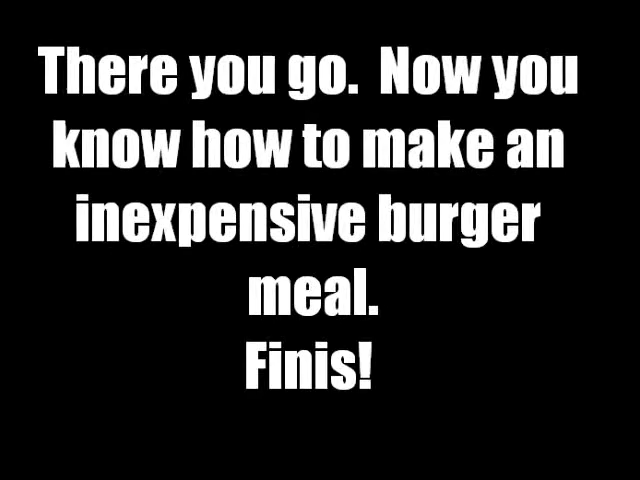 There you go.  Now you
know how to make an
inexpensive burger
meal.
Finis!